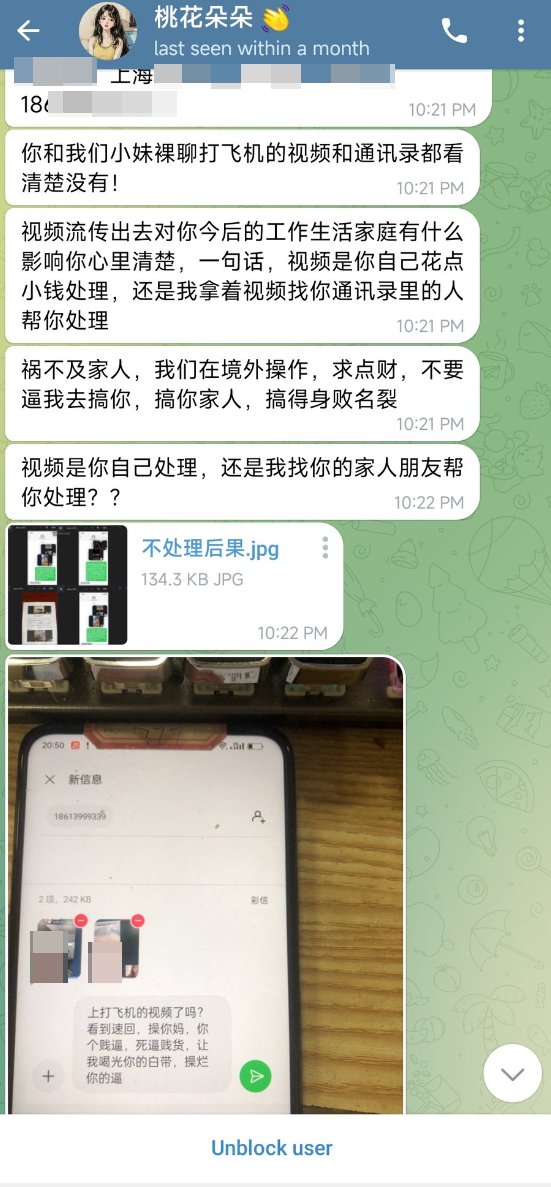 桃花朵朵 👋
last seen within a month
上海
186
10:21 PM
你和我们小妹裸聊打飞机的视频和通讯录都看
清楚没有！
10:21 PM
视频流传出去对你今后的工作生活家庭有什么
影响你心里清楚，一句话，视频是你自己花点
小钱处理，还是我拿着视频找你通讯录里的人
帮你处理
10:21 PM
祸不及家人，我们在境外操作，求点财，不要
逼我去搞你，搞你家人，搞得身败名裂
10:21 PM
视频是你自己处理，还是我找你的家人朋友帮
你处理？？
10:22 PM
不处理后果.jpg
134.3 KB JPG
10:22 PM
20:50
新信息
18613999339
2 项，242 KB
彩信
上打飞机的视频了吗？
看到速回，操你妈，你
个贱逼，死逼贱货，让
我喝光你的白带，操烂
你的逼
Unblock user